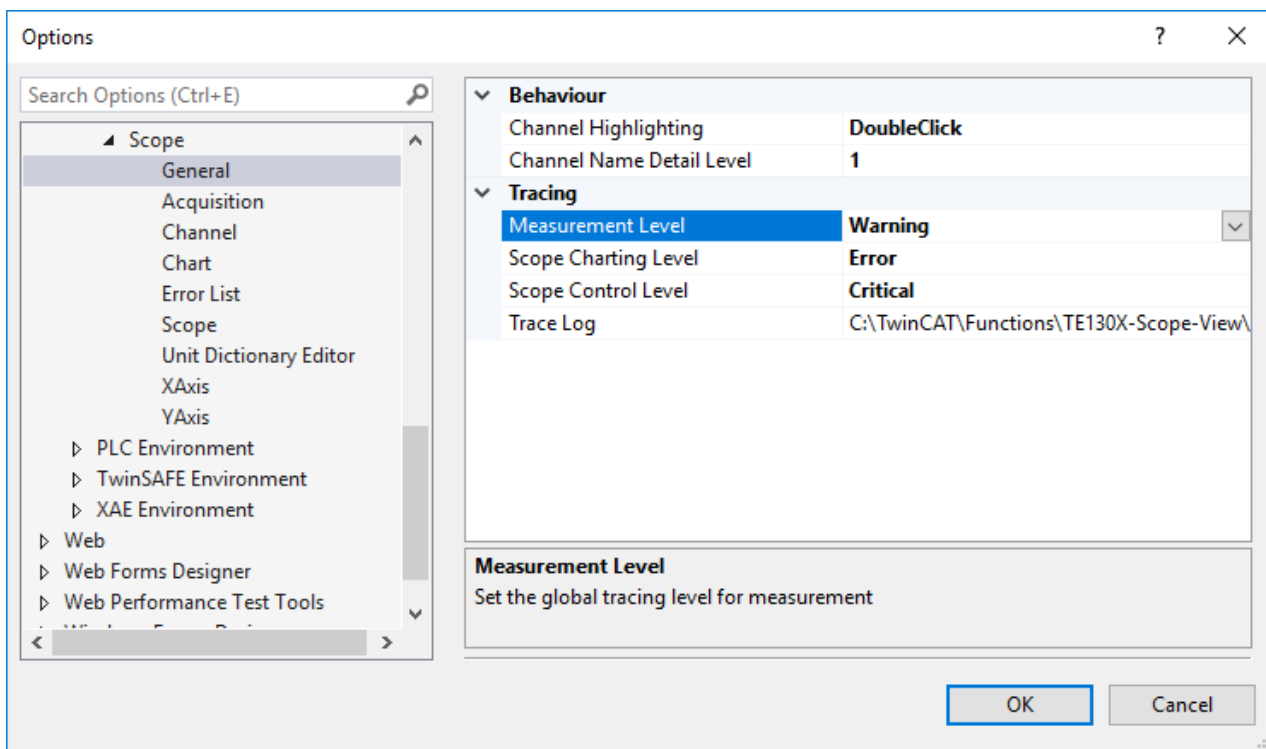 Options
?
Search Options (Ctrl+E)
Scope
General
Acquisition
Channel
Chart
Error List
Scope
Unit Dictionary Editor
XAxis
YAxis
PLC Environment
TwinSAFE Environment
XAE Environment
Web
Web Forms Designer
Web Performance Test Tools
Behaviour
Channel Highlighting DoubleClick
Channel Name Detail Level 1
Tracing
Measurement Level Warning
Scope Charting Level Error
Scope Control Level Critical
Trace Log C:\TwinCAT\Functions\TE130X-Scope-View\
Measurement Level
Set the global tracing level for measurement
OK Cancel